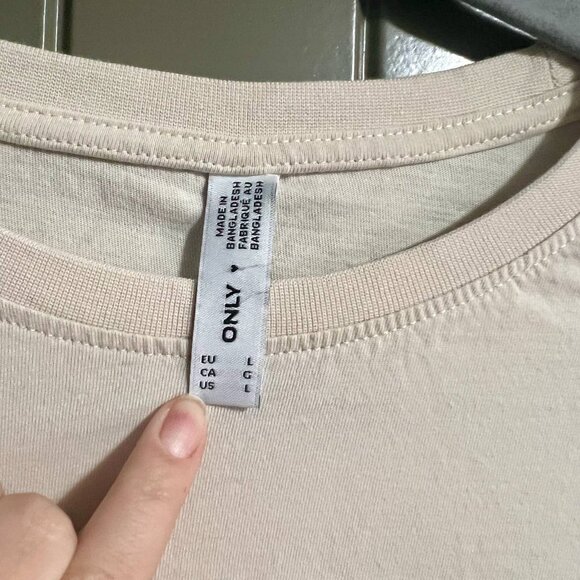 MADE IN
BANGLADESH
FABRIQUÉ AU
BANGLADESH
ONLY
EU L
CA G
US L